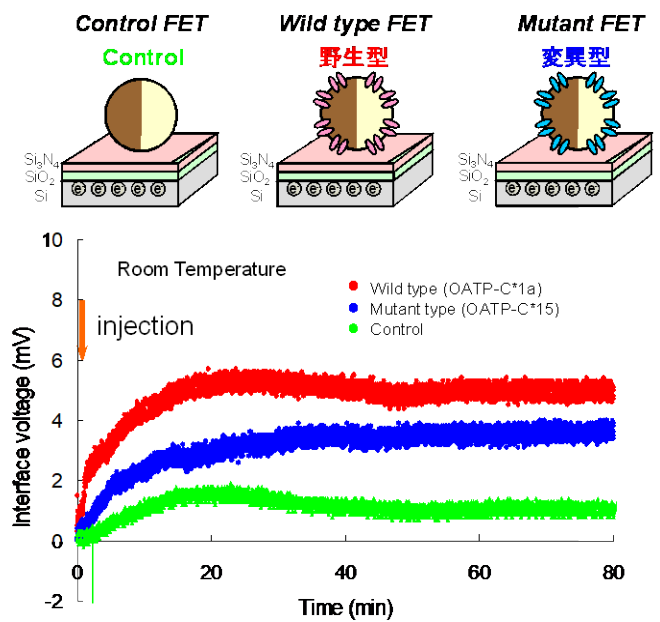 Control FET
Wild type FET
Mutant FET
Control
野生型
変異型
Si₃N₄
SiO₂
Si
e e e e e
Si₃N₄
SiO₂
Si
e e e e e
Si₃N₄
SiO₂
Si
e e e e e
10
8
6
4
2
0
-2
Interface voltage (mV)
Room Temperature
injection
Wild type (OATP-C*1a)
Mutant type (OATP-C*15)
Control
0
20
40
60
80
Time (min)